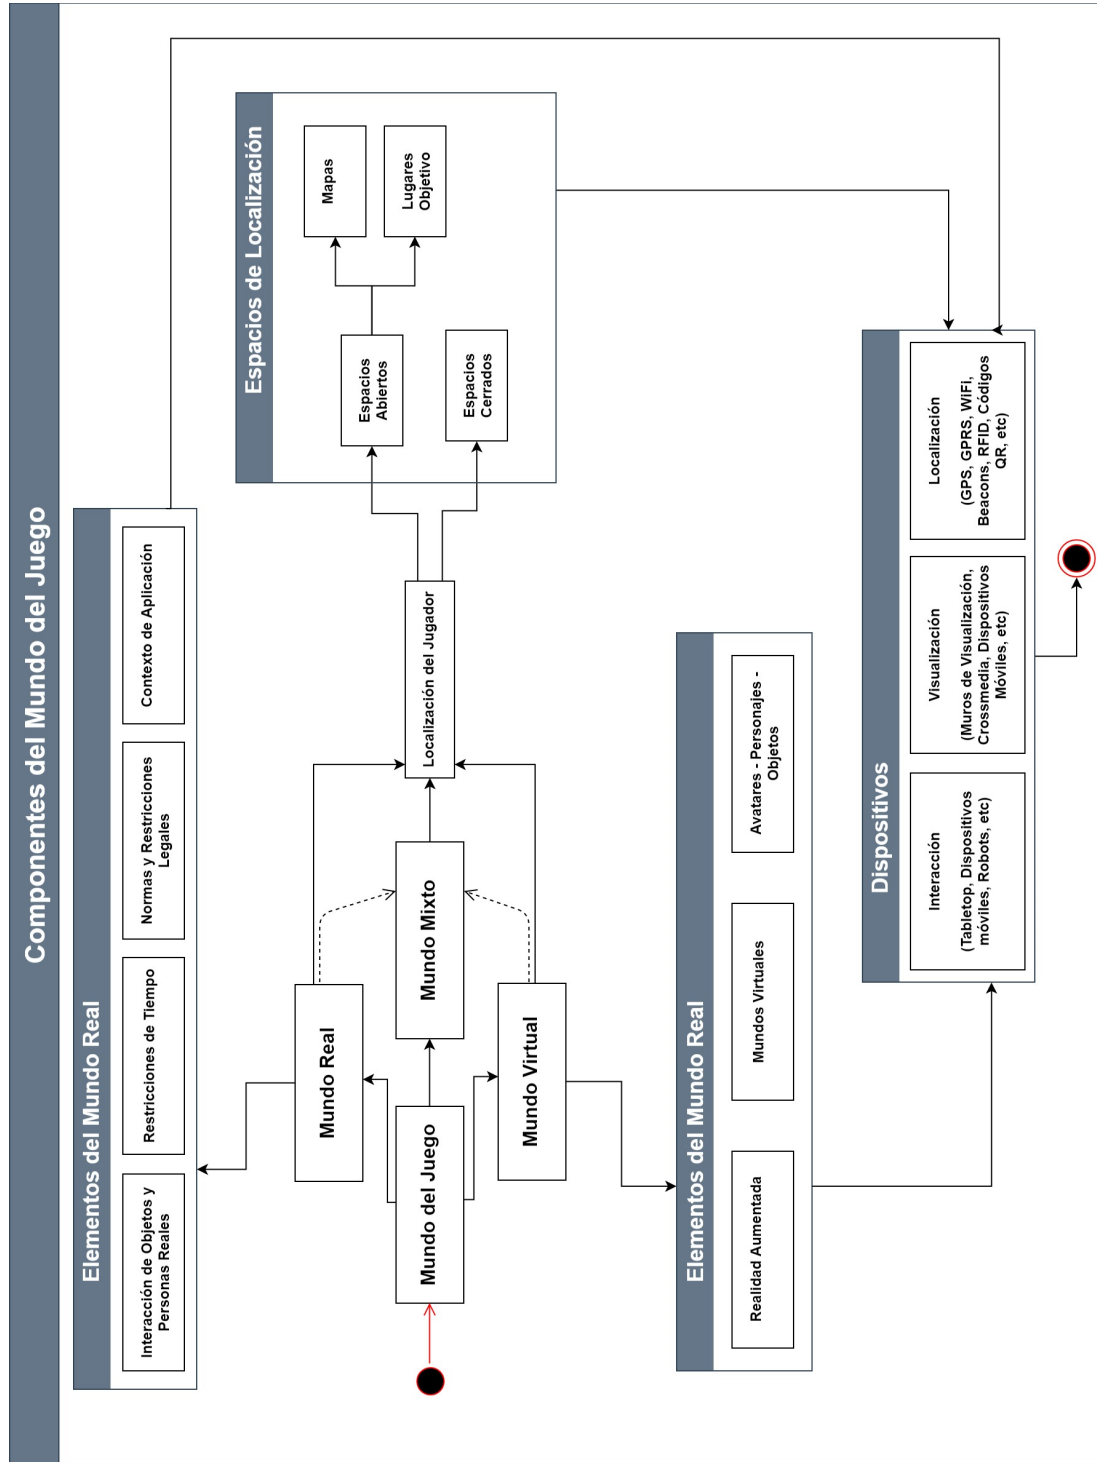 Componentes del Mundo del Juego
Elementos del Mundo Real
Interacción de Objetos y
Personas Reales
Restricciones de Tiempo
Normas y Restricciones
Legales
Contexto de Aplicación
Espacios de Localización
Mapas
Lugares
Objetivo
Espacios
Abiertos
Espacios
Cerrados
Mundo Real
Mundo del Juego
Mundo Mixto
Localización del Jugador
Mundo Virtual
Elementos del Mundo Real
Realidad Aumentada
Mundos Virtuales
Avatares - Personajes -
Objetos
Dispositivos
Interacción
(Tabletop, Dispositivos
móviles, Robots, etc)
Visualización
(Muros de Visualización,
Crossmedia, Dispositivos
Móviles, etc)
Localización
(GPS, GPRS, WiFi,
Beacons, RFID, Códigos
QR, etc)